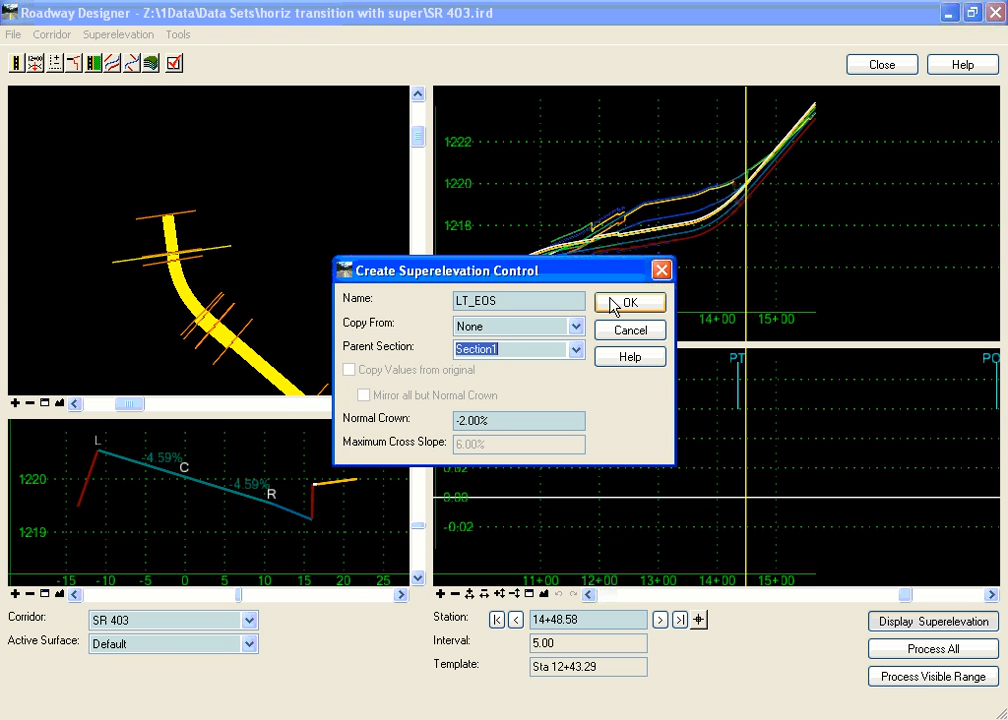 Roadway Designer - Z:\1Data\Data Sets\horiz transition with super\SR 403.ird
File Corridor Superelevation Tools
Close Help
1222
1220
1218
14+00 15+00
Create Superelevation Control
Name: LT_EOS OK
Copy From: None Cancel
Parent Section: Section1 Help
Copy Values from original
Mirror all but Normal Crown
Normal Crown: -2.00%
Maximum Cross Slope: 6.00%
PT
0.02
0.00
-0.02
11+00 12+00 13+00 14+00 15+00
L
-4.59%
C
-4.59%
R
1220
1219
-15 -10 -5 0 5 10 15 20 25
Corridor: SR 403
Active Surface: Default
Station: 14+48.58
Interval: 5.00
Template: Sta 12+43.29
Display Superelevation
Process All
Process Visible Range